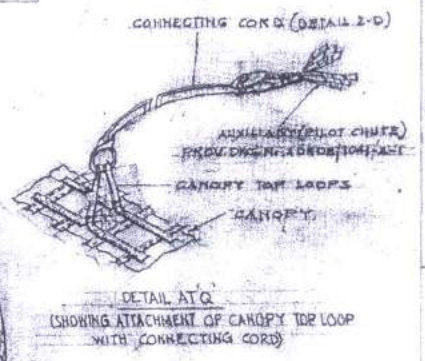 CONNECTING CORD (DETAIL 2-D)
AUXILIARY (PILOT CHUTE)
CANOPY TOP LOOPS
CANOPY
DETAIL AT 'Q'
(SHOWING ATTACHMENT OF CANOPY TOP LOOP
WITH CONNECTING CORD)